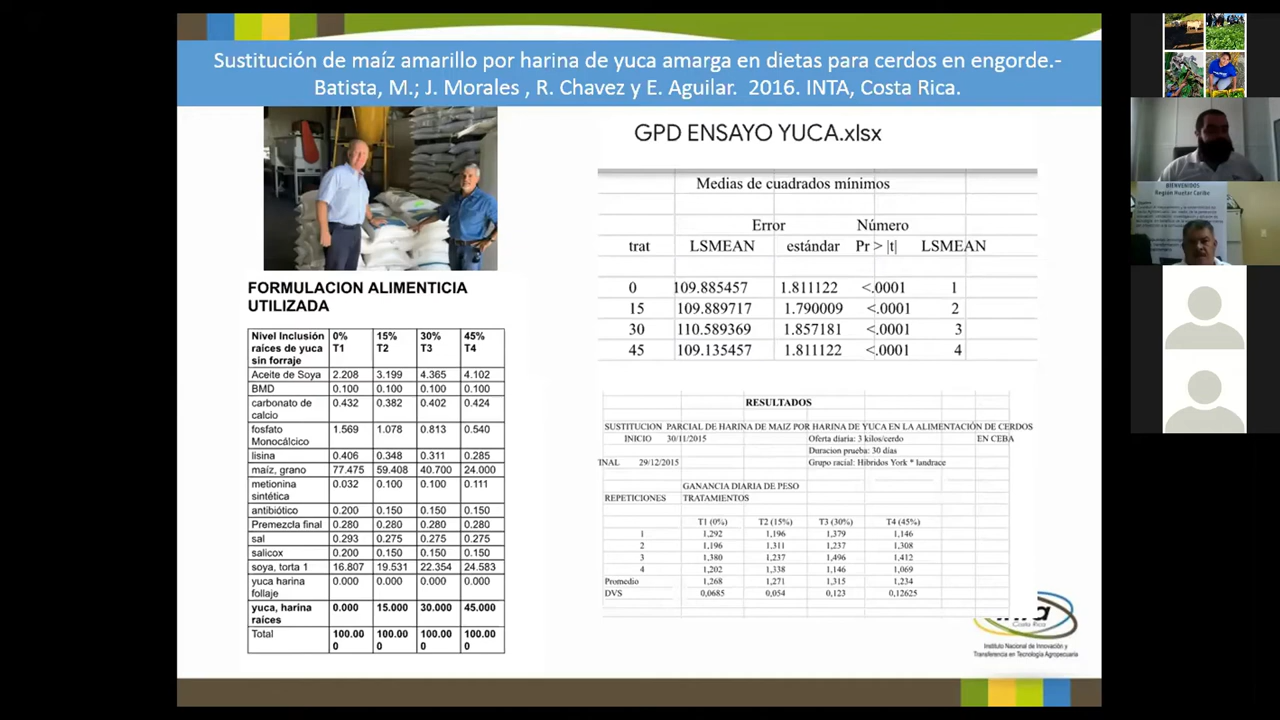 Sustitución de maíz amarillo por harina de yuca amarga en dietas para cerdos en engorde.-
Batista, M.; J. Morales , R. Chavez y E. Aguilar. 2016. INTA, Costa Rica.
FORMULACION ALIMENTICIA
UTILIZADA
Nivel Inclusión raíces de yuca sin forraje 0% T1 15% T2 30% T3 45% T4
Aceite de Soya 2.208 3.199 4.365 4.102
BMD 0.100 0.100 0.100 0.100
carbonato de calcio 0.432 0.382 0.402 0.424
fosfato Monocálcico 1.569 1.078 0.813 0.540
lisina 0.406 0.348 0.311 0.285
maíz, grano 77.475 59.408 40.700 24.000
metionina sintética 0.032 0.100 0.100 0.111
antibiótico 0.200 0.150 0.150 0.150
Premezcla final 0.280 0.280 0.280 0.280
sal 0.293 0.275 0.275 0.275
salicox 0.200 0.150 0.150 0.150
soya, torta 1 16.807 19.531 22.354 24.583
yuca harina follaje 0.000 0.000 0.000 0.000
yuca, harina raíces 0.000 15.000 30.000 45.000
Total 100.000 100.000 100.000 100.000
GPD ENSAYO YUCA.xlsx
Medias de cuadrados mínimos
Error Número
trat LSMEAN estándar Pr > |t| LSMEAN
0 109.885457 1.811122 <.0001 1
15 109.889717 1.790009 <.0001 2
30 110.589369 1.857181 <.0001 3
45 109.135457 1.811122 <.0001 4
RESULTADOS
SUSTITUCION PARCIAL DE HARINA DE MAIZ POR HARINA DE YUCA EN LA ALIMENTACIÓN DE CERDOS
INICIO 30/11/2015 Oferta diaria: 3 kilos/cerdo EN CEBA
Duracion prueba: 30 dias
INAL 29/12/2015 Grupo racial: Hibridos York * landrace
GANANCIA DIARIA DE PESO
REPETICIONES TRATAMIENTOS
T1 (0%) T2 (15%) T3 (30%) T4 (45%)
1 1,292 1,196 1,379 1,146
2 1,196 1.311 1,237 1,308
3 1,380 1,237 1,496 1,412
4 1,202 1,338 1,146 1,069
Promedio 1,268 1,271 1,315 1,234
DVS 0,0685 0,054 0,123 0,12625
Costa Rica
Instituto Nacional de Innovación y
Transferencia en Tecnología Agropecuaria
BIENVENIDOS
Región Huetar Caribe